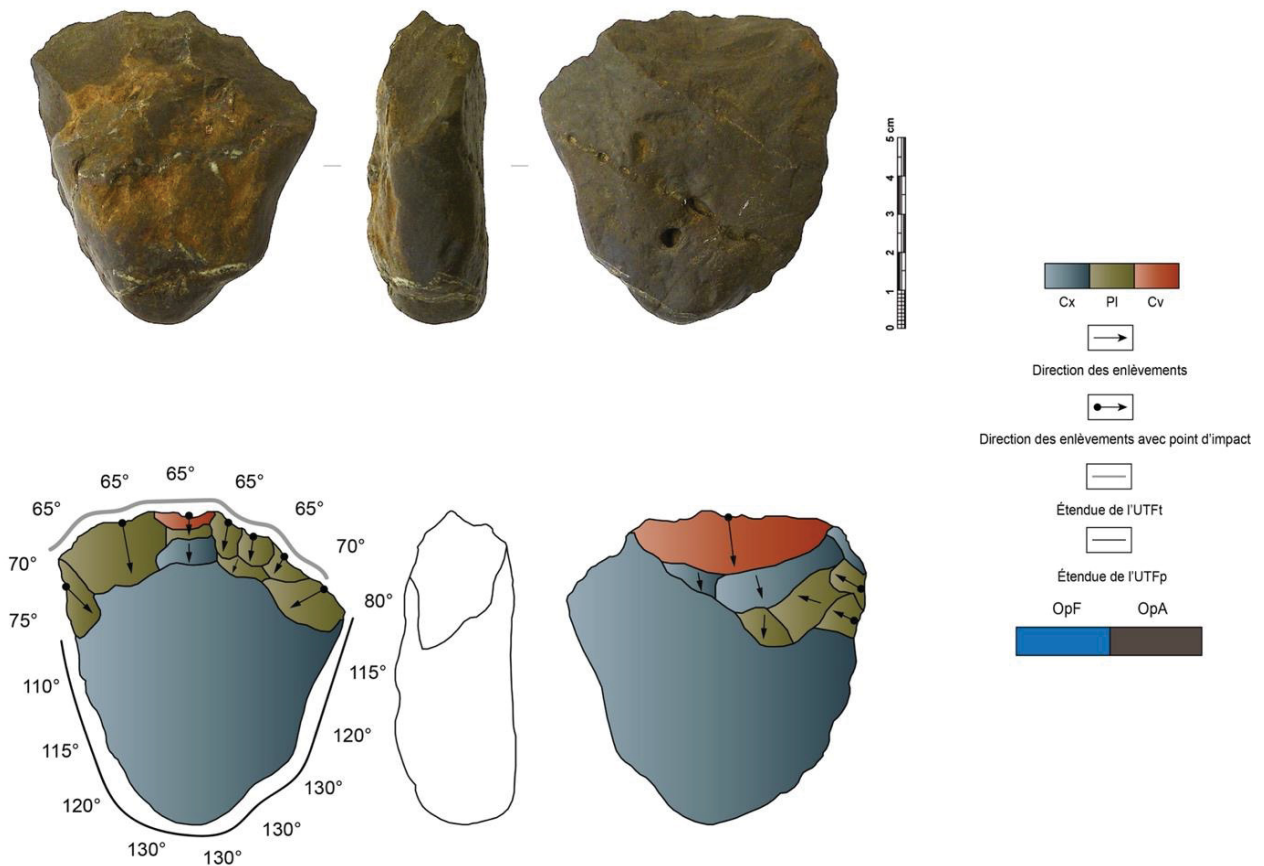 5 cm
4
3
2
1
0
Cx
Pl
Cv
Direction des enlèvements
Direction des enlèvements avec point d'impact
Étendue de l'UTFt
Étendue de l'UTFp
OpF
OpA
65°
65°
65°
65°
65°
70°
70°
75°
80°
110°
115°
115°
120°
120°
130°
130°
130°
130°